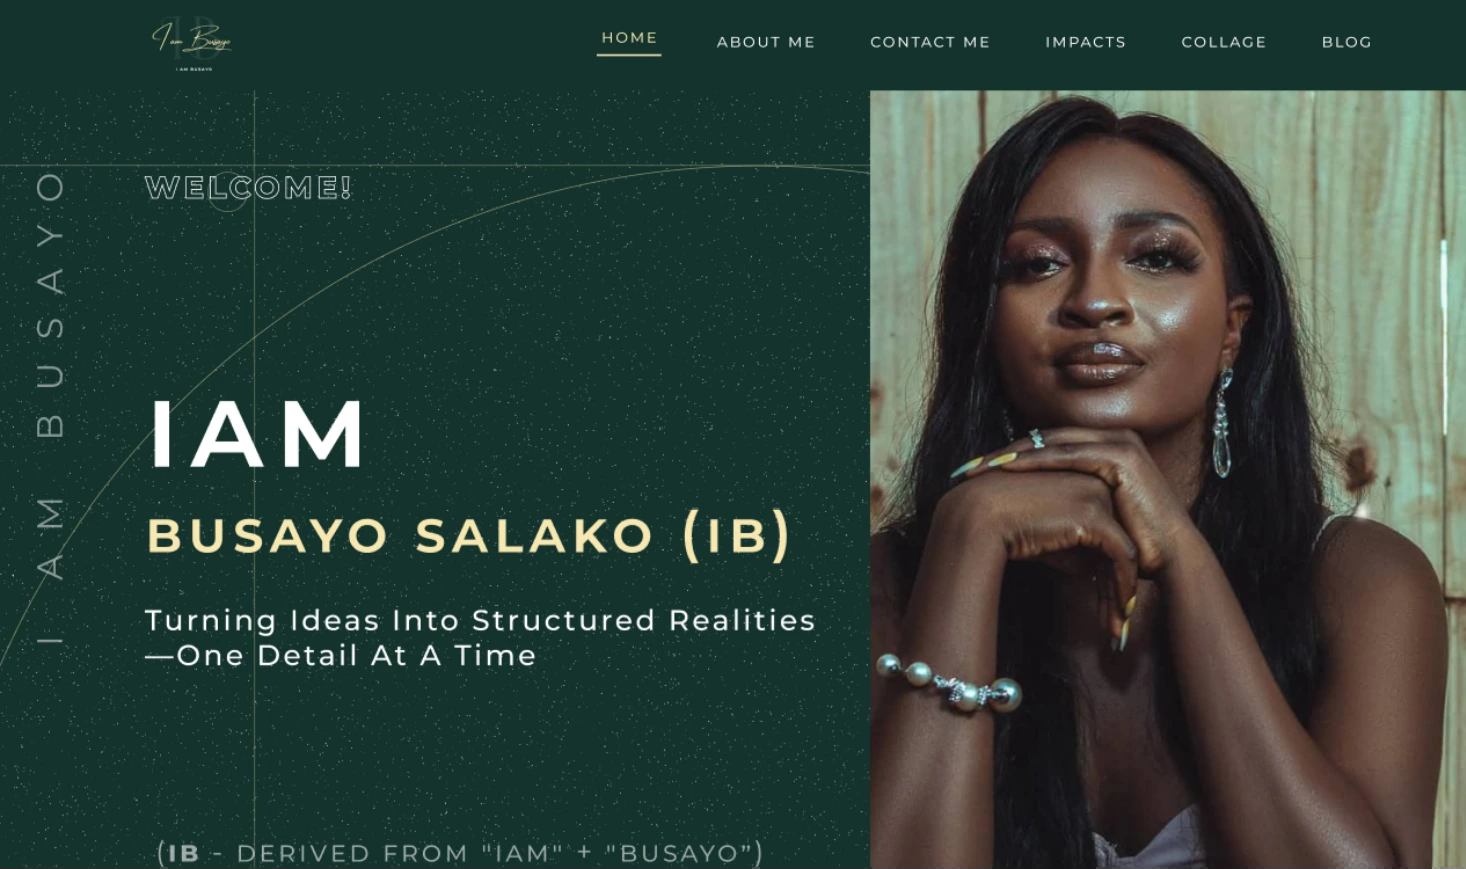 I am Busayo
I AM BUSAYO
HOME
ABOUT ME
CONTACT ME
IMPACTS
COLLAGE
BLOG
I AM BUSAYO
WELCOME!
IAM
BUSAYO SALAKO (IB)
Turning Ideas Into Structured Realities
—One Detail At A Time
(IB - DERIVED FROM "IAM" + "BUSAYO”)